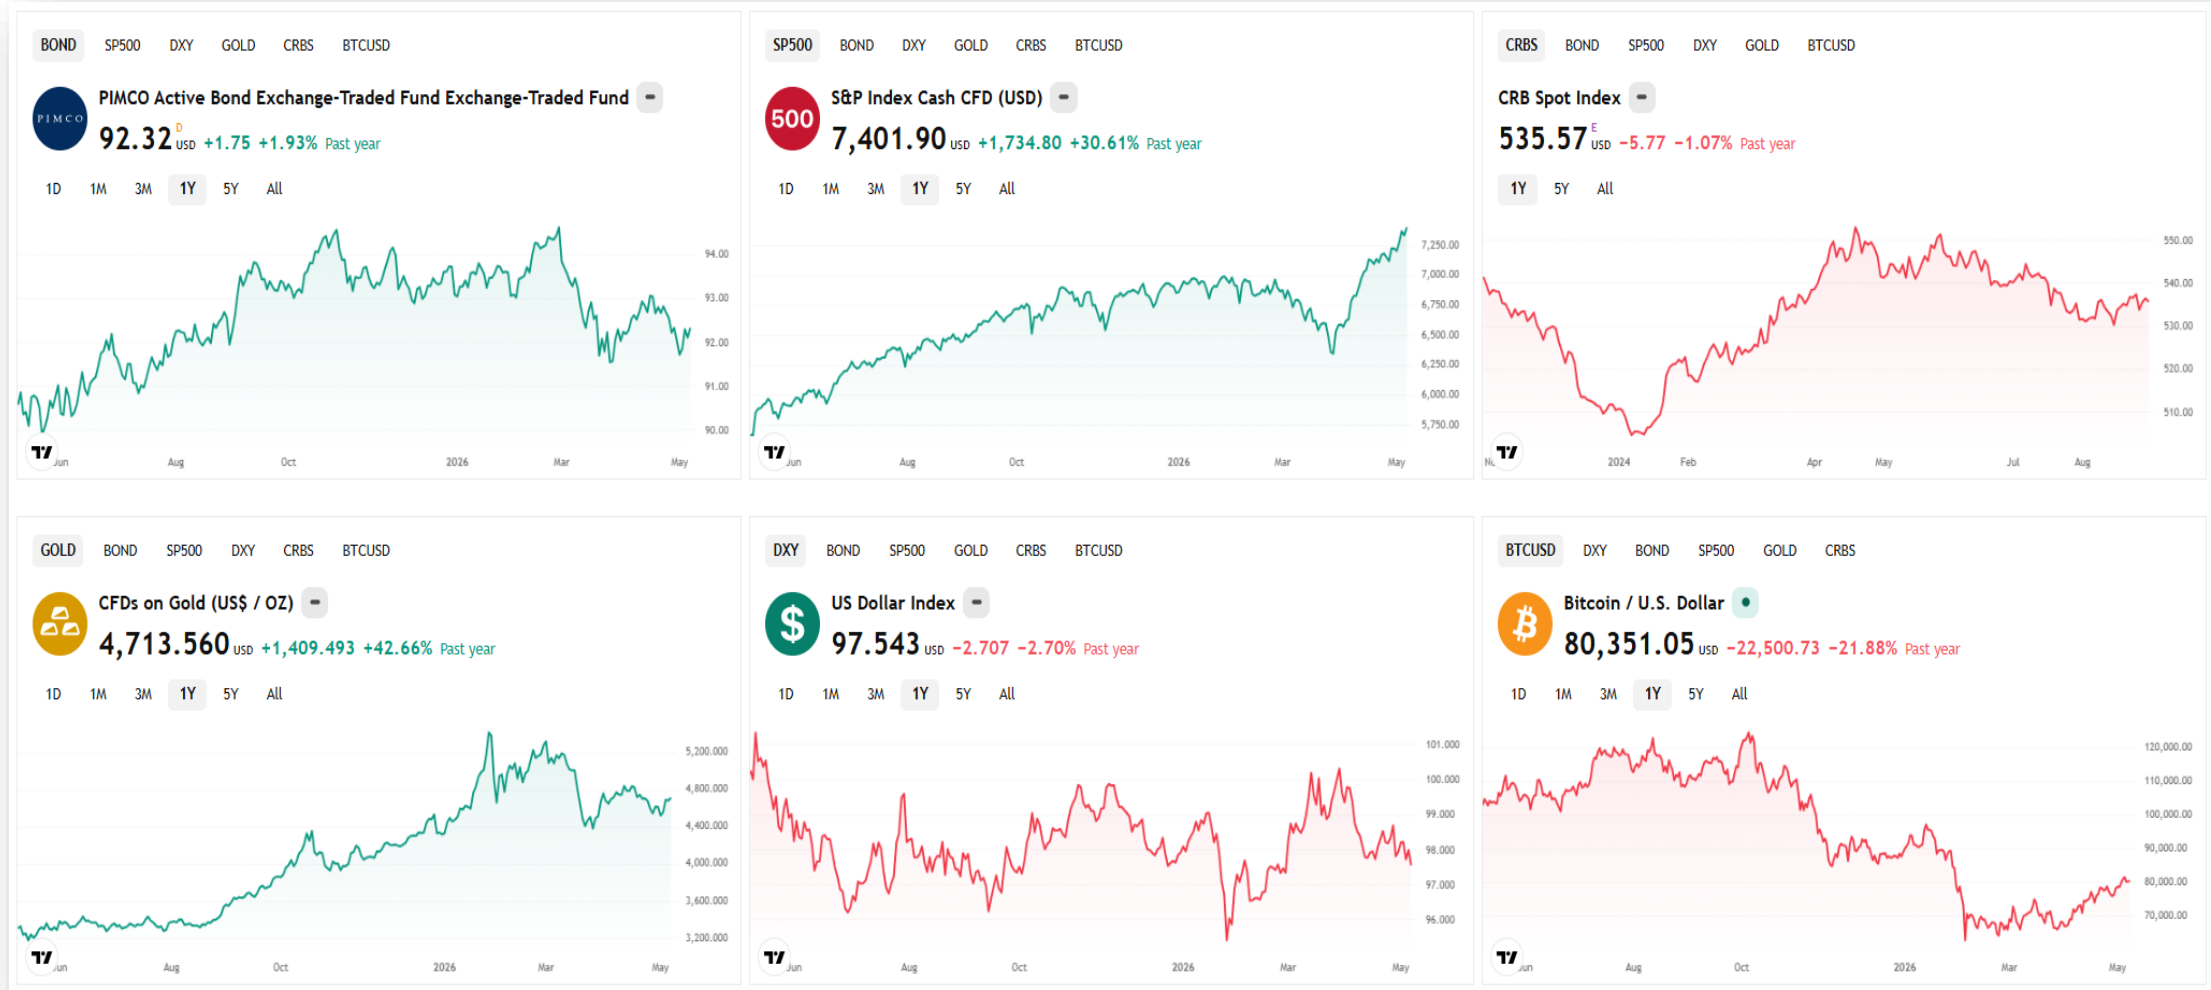 BOND SP500 DXY GOLD CRBS BTCUSD
PIMCO
PIMCO Active Bond Exchange-Traded Fund Exchange-Traded Fund
92.32 D USD +1.75 +1.93% Past year
1D 1M 3M 1Y 5Y All
94.00
93.00
92.00
91.00
90.00
Jun Aug Oct 2026 Mar May
SP500 BOND DXY GOLD CRBS BTCUSD
500
S&P Index Cash CFD (USD)
7,401.90 USD +1,734.80 +30.61% Past year
1D 1M 3M 1Y 5Y All
7,250.00
7,000.00
6,750.00
6,500.00
6,250.00
6,000.00
5,750.00
Jun Aug Oct 2026 Mar May
CRBS BOND SP500 DXY GOLD BTCUSD
CRB Spot Index
535.57 E USD −5.77 −1.07% Past year
1Y 5Y All
550.00
540.00
530.00
520.00
510.00
2024 Feb Apr May Jul Aug
GOLD BOND SP500 DXY CRBS BTCUSD
CFDs on Gold (US$ / OZ)
4,713.560 USD +1,409.493 +42.66% Past year
1D 1M 3M 1Y 5Y All
5,200.000
4,800.000
4,400.000
4,000.000
3,600.000
3,200.000
Jun Aug Oct 2026 Mar May
DXY BOND SP500 GOLD CRBS BTCUSD
$
US Dollar Index
97.543 USD −2.707 −2.70% Past year
1D 1M 3M 1Y 5Y All
101.000
100.000
99.000
98.000
97.000
96.000
Jun Aug Oct 2026 Mar May
BTCUSD DXY BOND SP500 GOLD CRBS
Bitcoin / U.S. Dollar
80,351.05 USD −22,500.73 −21.88% Past year
1D 1M 3M 1Y 5Y All
120,000.00
110,000.00
100,000.00
90,000.00
80,000.00
70,000.00
Jun Aug Oct 2026 Mar May